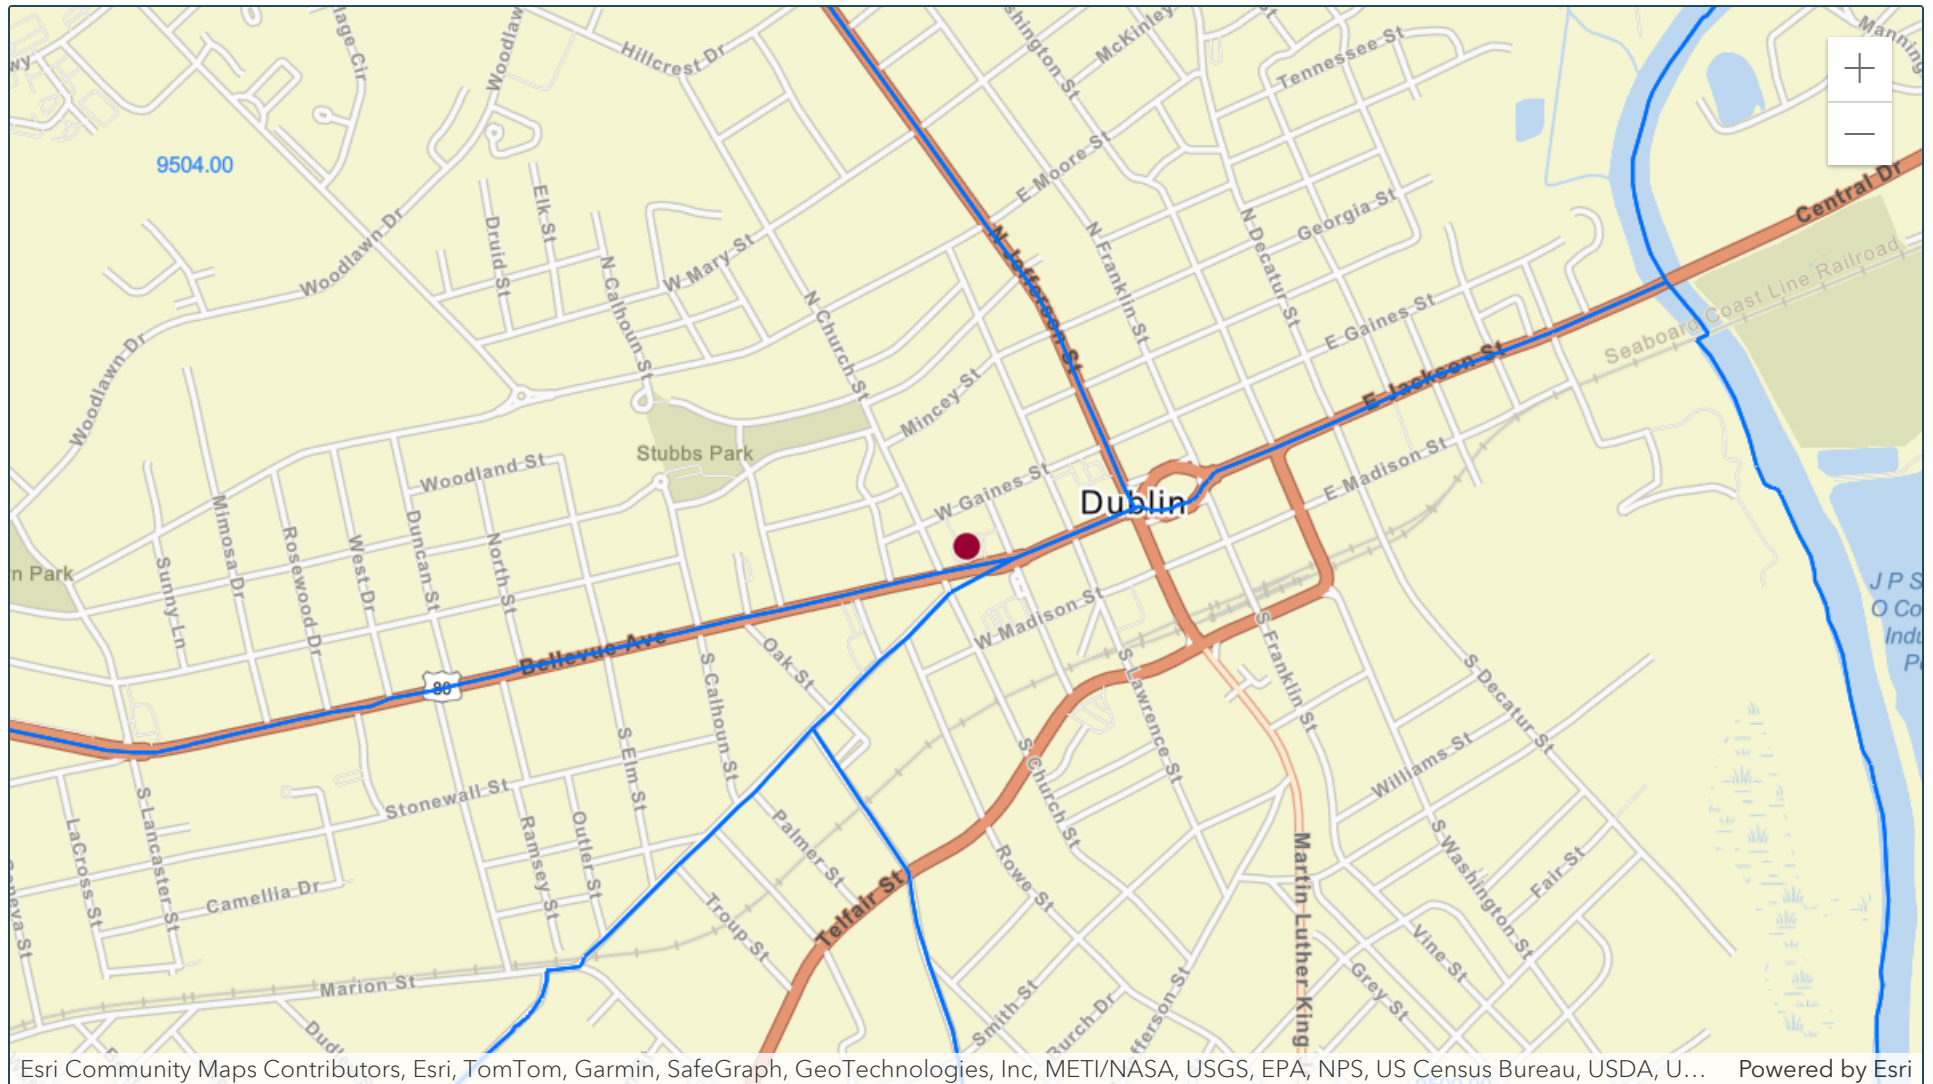 Hillcrest Dr
McKinley
Tennessee St
9504.00
E Moore St
Central Dr
Elk St
Druid St
Woodlawn Dr
W Mary St
N Calhoun St
N Church St
N Jefferson St
N Franklin St
N Decatur St
Georgia St
E Gaines St
Seaboard Coast Line Railroad
Woodlawn Dr
Mincey St
E Jackson St
Stubbs Park
Woodland St
W Gaines St
Dublin
E Madison St
n Park
Sunny Ln
Mimosa Dr
Rosewood Dr
West Dr
Duncan St
North St
J P S
O Co
Indu
P
W Madison St
Bellevue Ave
80
Oak St
S Calhoun St
S Lawrence St
S Franklin St
S Decatur St
S Elm St
S Church St
Williams St
Stonewall St
S Lancaster St
LaCross St
Ramsey St
Outler St
Palmer St
Camellia Dr
Telfair St
Rowe St
Martin Luther King
S Washington St
Fair St
Troup St
Vine St
Grey St
Marion St
Smith St
Burch Dr
efferson St
Esri Community Maps Contributors, Esri, TomTom, Garmin, SafeGraph, GeoTechnologies, Inc, METI/NASA, USGS, EPA, NPS, US Census Bureau, USDA, U...
Powered by Esri